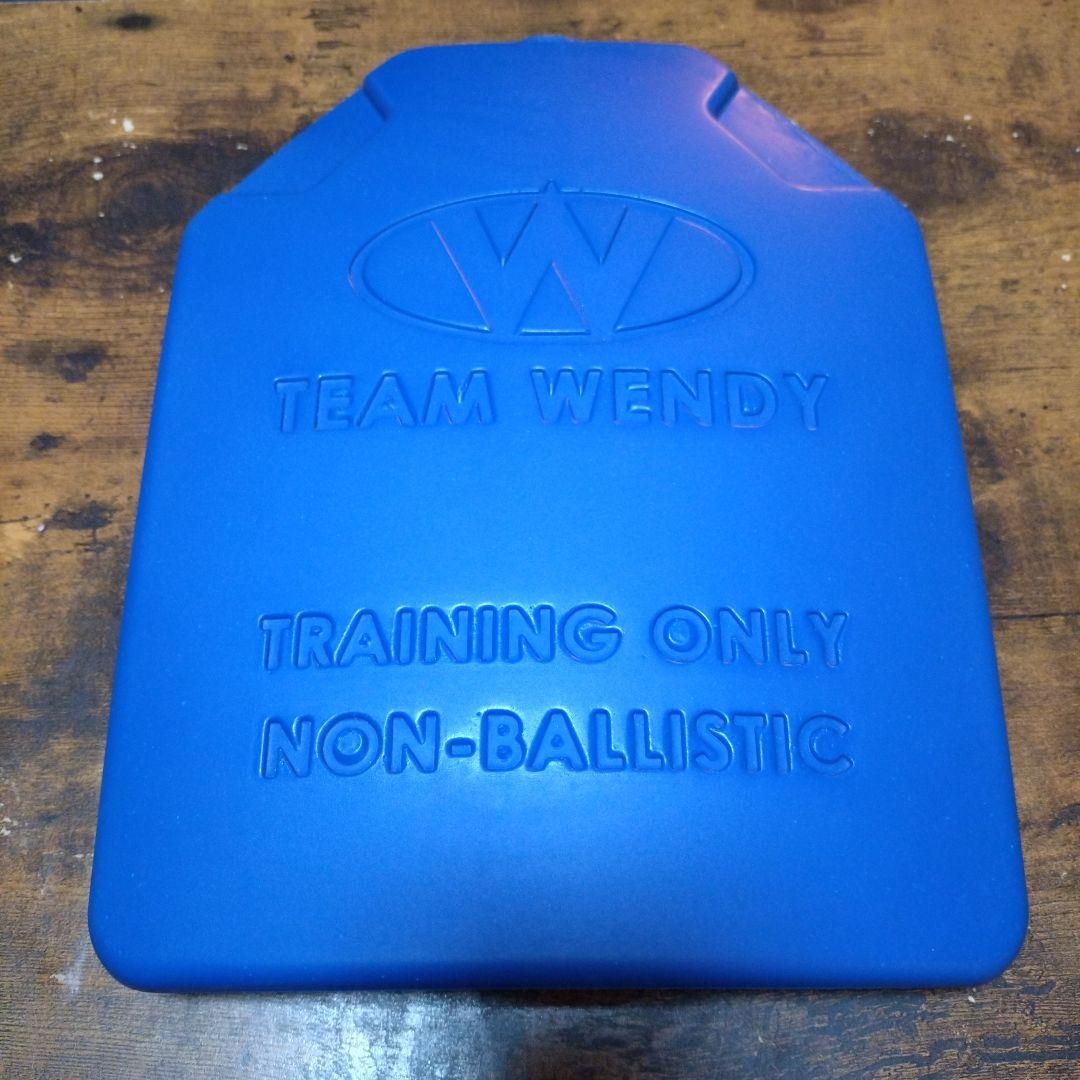 W
TEAM WENDY
TRAINING ONLY
NON-BALLISTIC